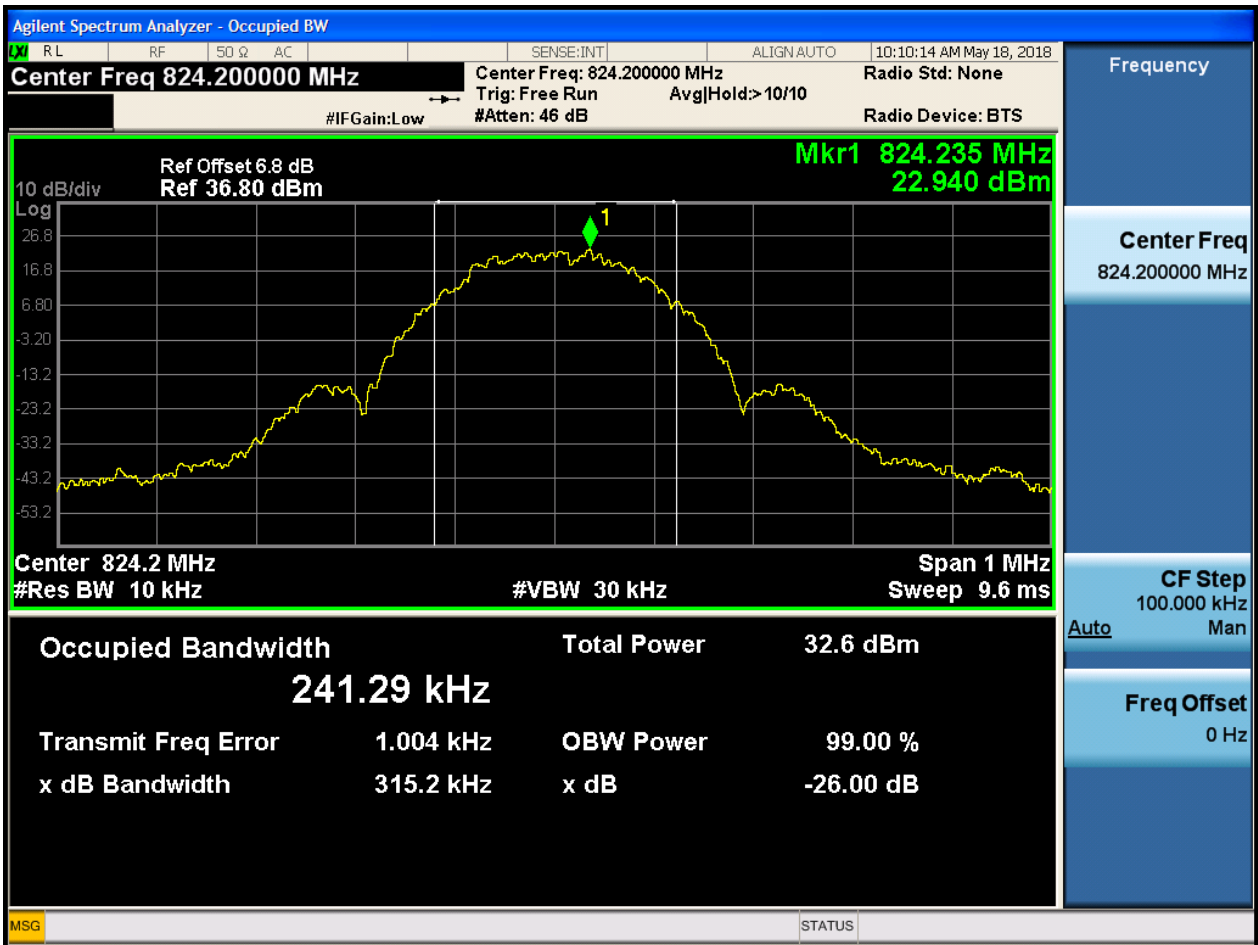 Agilent Spectrum Analyzer - Occupied BW
LXI RL RF 50 Ω AC SENSE:INT ALIGN AUTO 10:10:14 AM May 18, 2018
Center Freq 824.200000 MHz
Center Freq: 824.200000 MHz Radio Std: None
Trig: Free Run Avg|Hold:> 10/10
#IFGain:Low #Atten: 46 dB Radio Device: BTS
Mkr1 824.235 MHz
22.940 dBm
Ref Offset 6.8 dB
10 dB/div Ref 36.80 dBm
Log
1
26.8
16.8
6.80
-3.20
-13.2
-23.2
-33.2
-43.2
-53.2
Center 824.2 MHz Span 1 MHz
#Res BW 10 kHz #VBW 30 kHz Sweep 9.6 ms
Occupied Bandwidth Total Power 32.6 dBm
241.29 kHz
Transmit Freq Error 1.004 kHz OBW Power 99.00 %
x dB Bandwidth 315.2 kHz x dB -26.00 dB
Frequency
Center Freq
824.200000 MHz
CF Step
100.000 kHz
Auto Man
Freq Offset
0 Hz
MSG STATUS